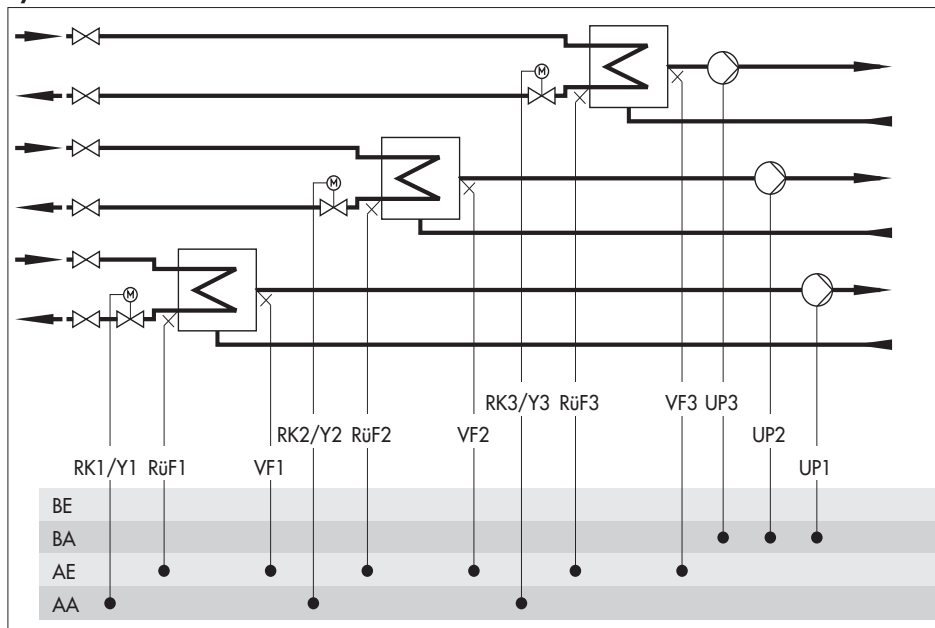 M
M
M
RK3/Y3 RüF3 VF3 UP3
RK2/Y2 RüF2 VF2 UP2
RK1/Y1 RüF1 VF1 UP1
BE
BA
AE
AA